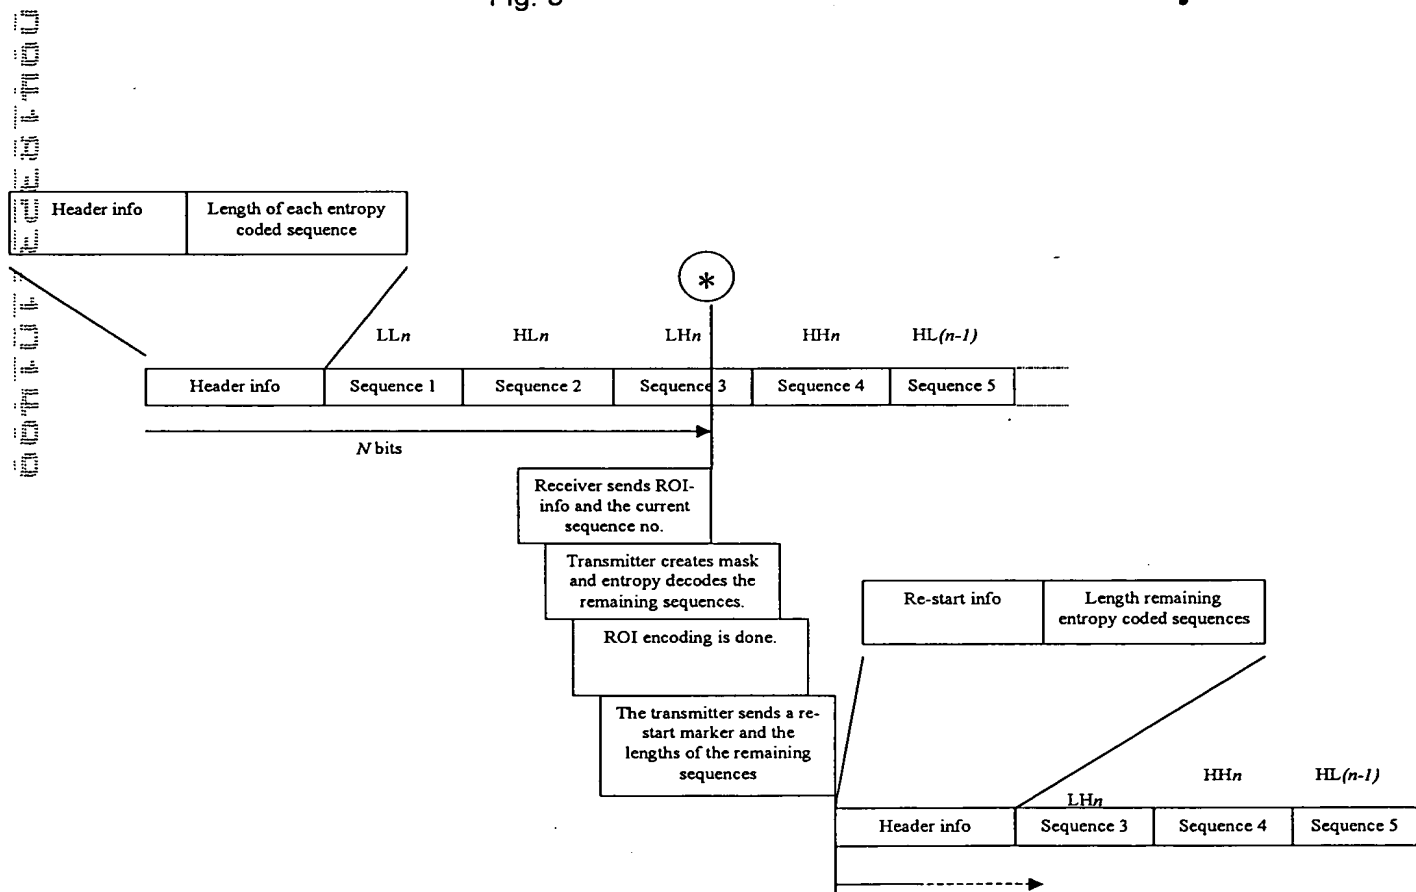 Header info
Length of each entropy
coded sequence
*
LLn
HLn
LHn
HHn
HL(n-1)
Header info
Sequence 1
Sequence 2
Sequence 3
Sequence 4
Sequence 5
N bits
Receiver sends ROI-
info and the current
sequence no.
Transmitter creates mask
and entropy decodes the
remaining sequences.
ROI encoding is done.
The transmitter sends a re-
start marker and the
lengths of the remaining
sequences
Re-start info
Length remaining
entropy coded sequences
LHn
HHn
HL(n-1)
Header info
Sequence 3
Sequence 4
Sequence 5